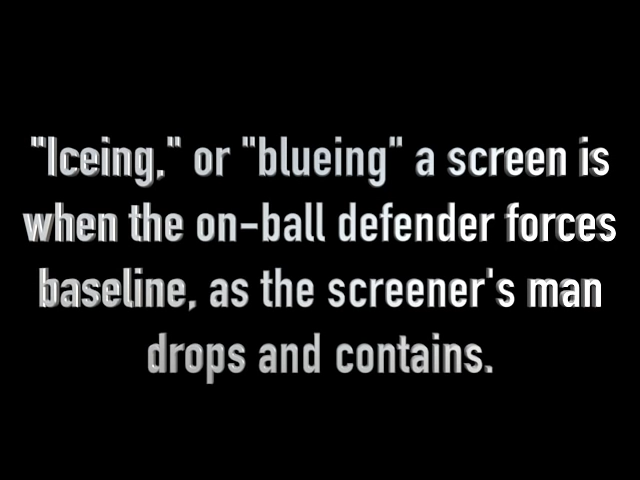 "Iceing," or "blueing" a screen is
when the on-ball defender forces
baseline, as the screener's man
drops and contains.